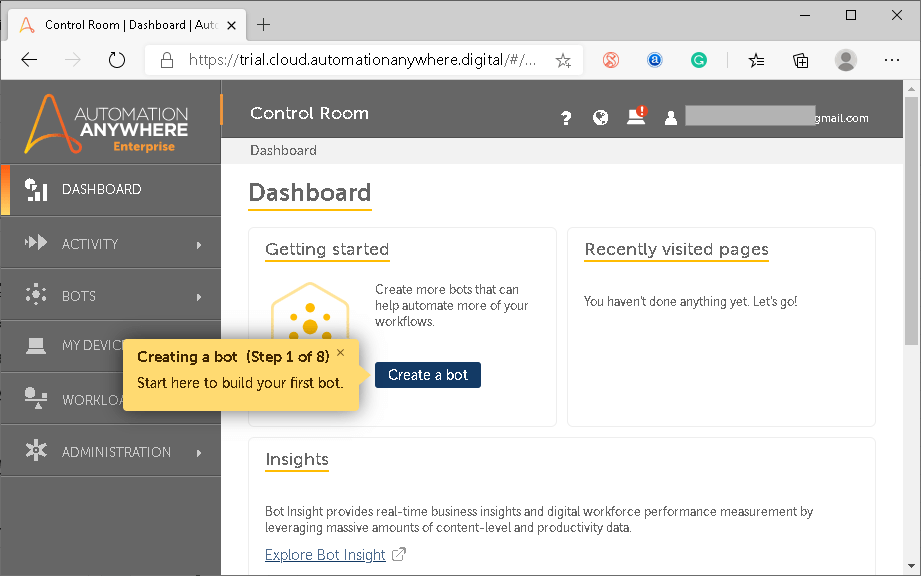 Control Room | Dashboard | Auto
https://trial.cloud.automationanywhere.digital/#/...
AUTOMATION
ANYWHERE
Enterprise
Control Room
?
gmail.com
Dashboard
DASHBOARD
ACTIVITY
BOTS
MY DEVIC
WORKLOA
ADMINISTRATION
Dashboard
Getting started
Create more bots that can
help automate more of your
workflows.
Create a bot
Creating a bot (Step 1 of 8)
Start here to build your first bot.
Recently visited pages
You haven't done anything yet. Let's go!
Insights
Bot Insight provides real-time business insights and digital workforce performance measurement by
leveraging massive amounts of content-level and productivity data.
Explore Bot Insight